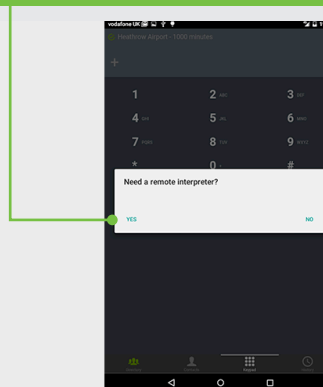 vodafone UK
Heathrow Airport - 1000 minutes
+
1 2 ABC 3 DEF
4 GHI 5 JKL 6 MNO
7 PQRS 8 TUV 9 WXYZ
* 0 + #
Need a remote interpreter?
YES NO
Keypad